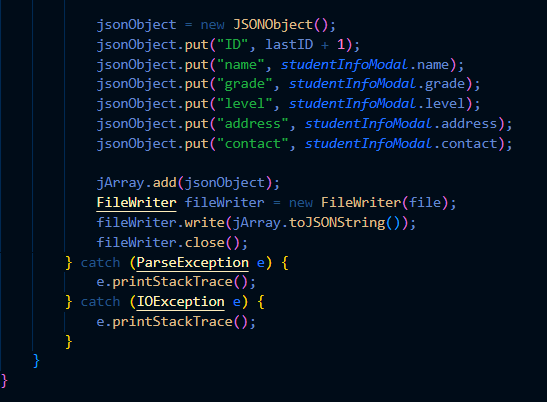 jsonObject = new JSONObject();
jsonObject.put("ID", lastID + 1);
jsonObject.put("name", studentInfoModal.name);
jsonObject.put("grade", studentInfoModal.grade);
jsonObject.put("level", studentInfoModal.level);
jsonObject.put("address", studentInfoModal.address);
jsonObject.put("contact", studentInfoModal.contact);
jArray.add(jsonObject);
FileWriter fileWriter = new FileWriter(file);
fileWriter.write(jArray.toJSONString());
fileWriter.close();
} catch (ParseException e) {
e.printStackTrace();
} catch (IOException e) {
e.printStackTrace();
}
}
}